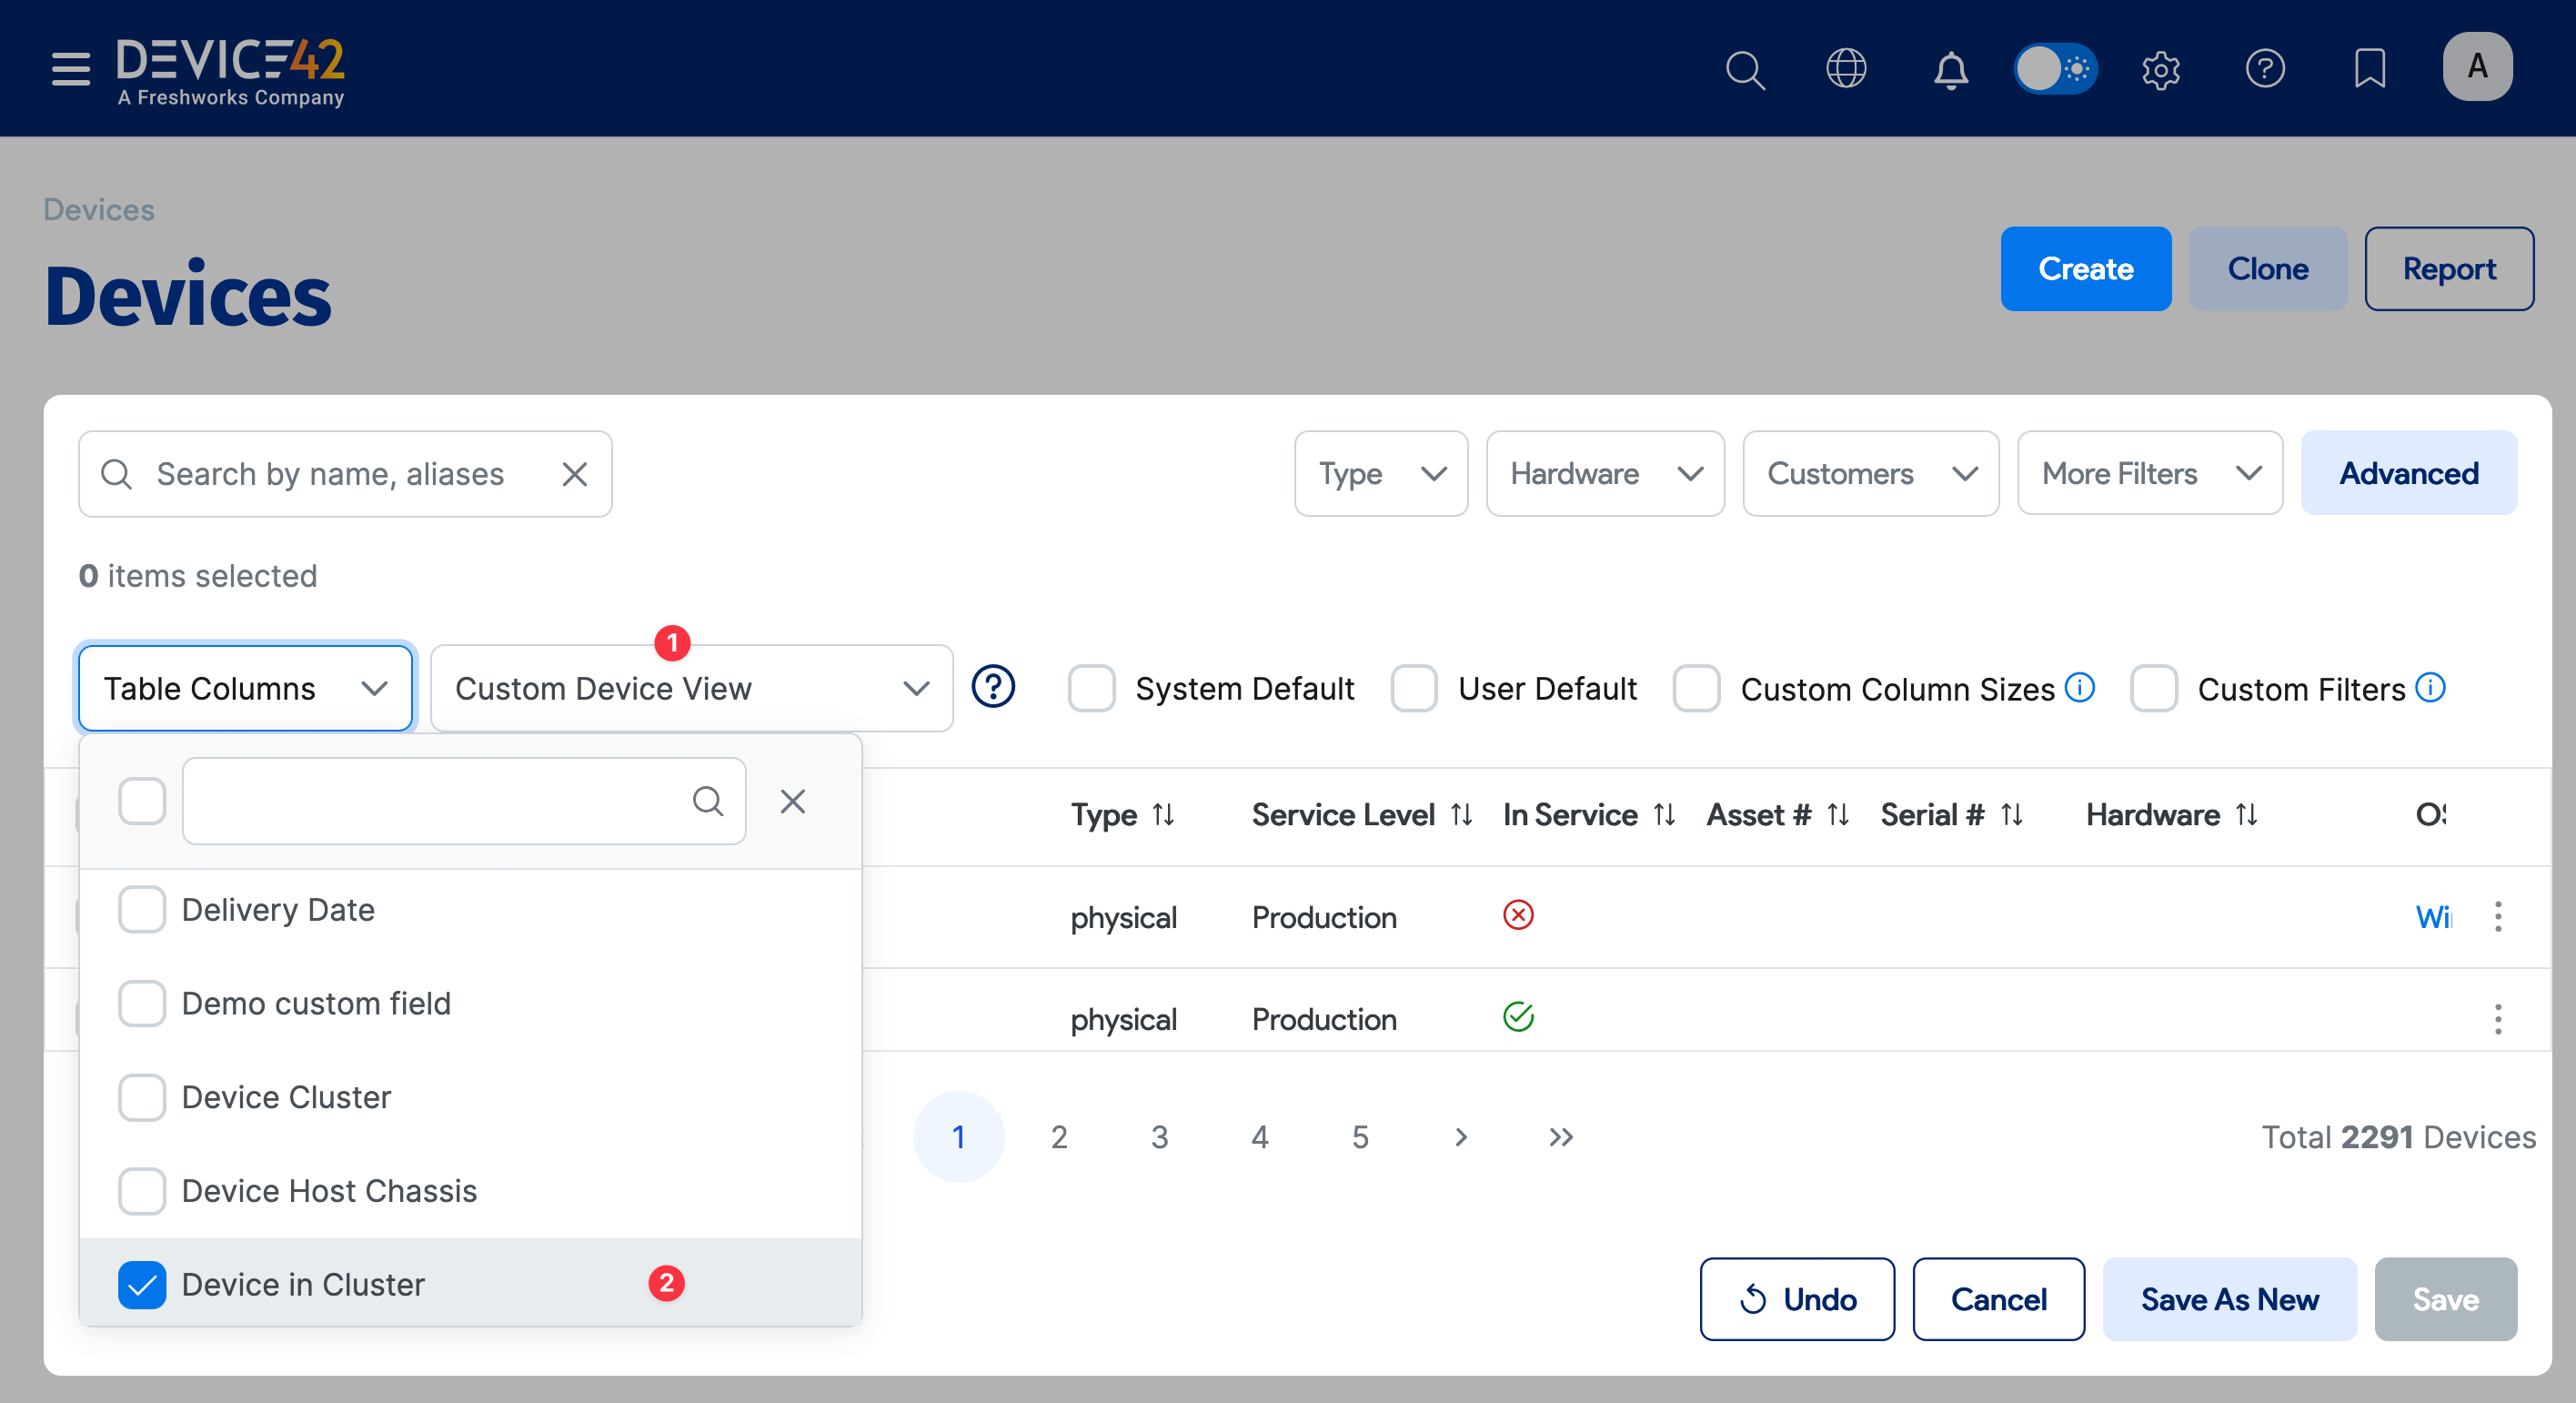 DEVICE42
A Freshworks Company
A
Devices
Devices
Create
Clone
Report
Search by name, aliases
Type
Hardware
Customers
More Filters
Advanced
0 items selected
1
Table Columns
Custom Device View
System Default
User Default
Custom Column Sizes
Custom Filters
Type
Service Level
In Service
Asset #
Serial #
Hardware
Delivery Date
physical
Production
Demo custom field
physical
Production
Device Cluster
1
2
3
4
5
Total 2291 Devices
Device Host Chassis
Device in Cluster
2
Undo
Cancel
Save As New
Save